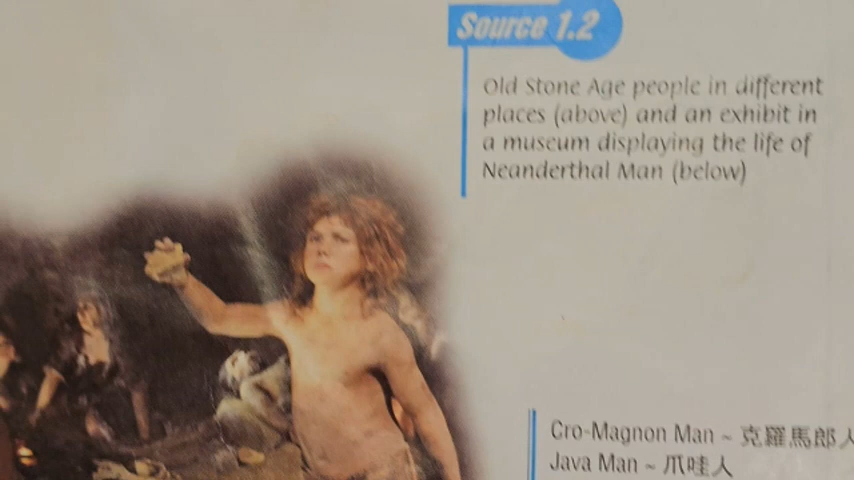 Source 1.2
Old Stone Age people in different
places (above) and an exhibit in
a museum displaying the life of
Neanderthal Man (below)
Cro-Magnon Man ~ 克羅馬郎人
Java Man ~ 爪哇人